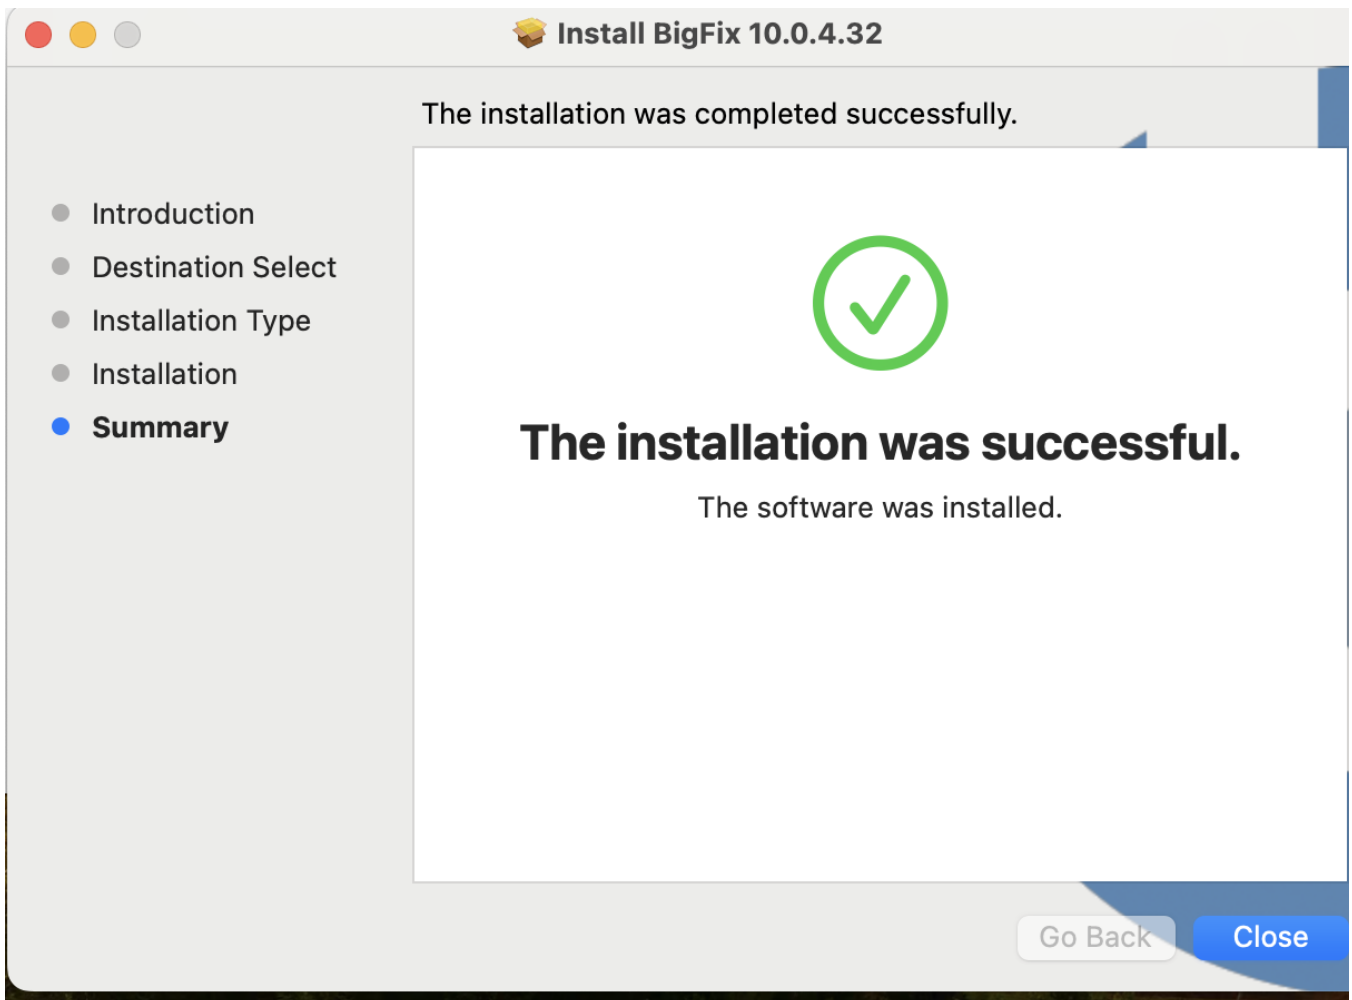 Install BigFix 10.0.4.32
The installation was completed successfully.
Introduction
Destination Select
Installation Type
Installation
Summary
The installation was successful.
The software was installed.
Go Back
Close